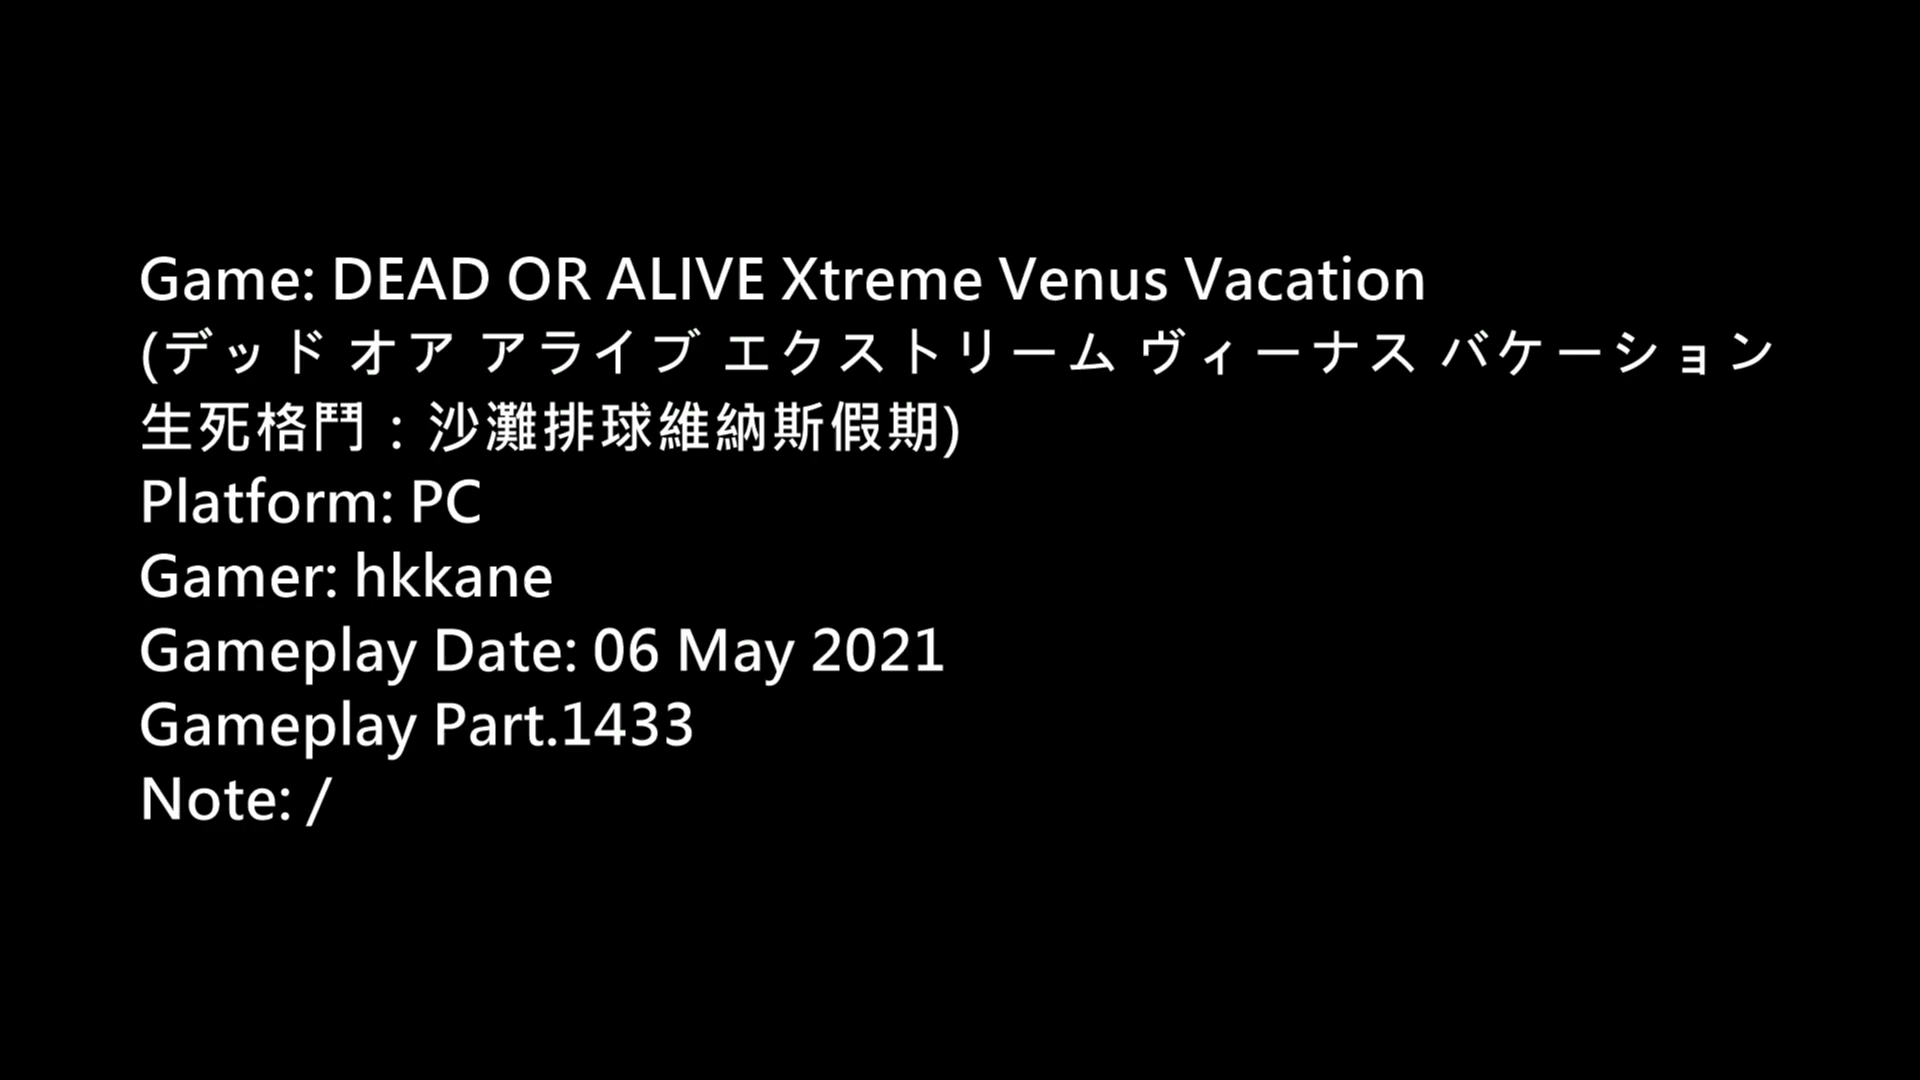 Game: DEAD OR ALIVE Xtreme Venus Vacation
(デッド オア アライブ エクストリーム ヴィーナス バケーション
生死格鬥：沙灘排球維納斯假期)
Platform: PC
Gamer: hkkane
Gameplay Date: 06 May 2021
Gameplay Part.1433
Note: /